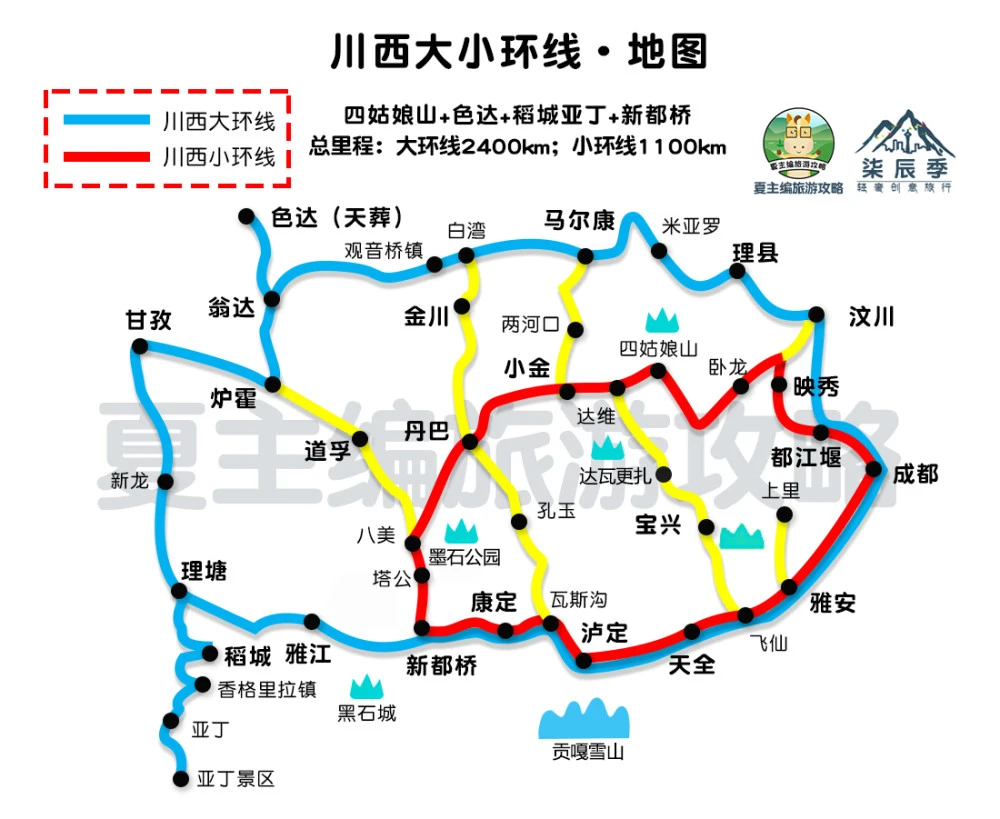 川西大小环线·地图
川西大环线
川西小环线
四姑娘山+色达+稻城亚丁+新都桥
总里程：大环线2400km；小环线1100km
夏主编旅游攻略
夏主编旅游攻略
柒辰季
轻奢创意旅行
色达（天葬）
白湾
马尔康
米亚罗
观音桥镇
理县
翁达
金川
两河口
汶川
甘孜
四姑娘山
小金
卧龙
映秀
炉霍
达维
夏主编旅游攻略
道孚
丹巴
都江堰
成都
新龙
达瓦更扎
上里
孔玉
宝兴
八美
墨石公园
理塘
塔公
康定
瓦斯沟
雅安
稻城
雅江
新都桥
泸定
天全
飞仙
香格里拉镇
黑石城
亚丁
贡嘎雪山
亚丁景区